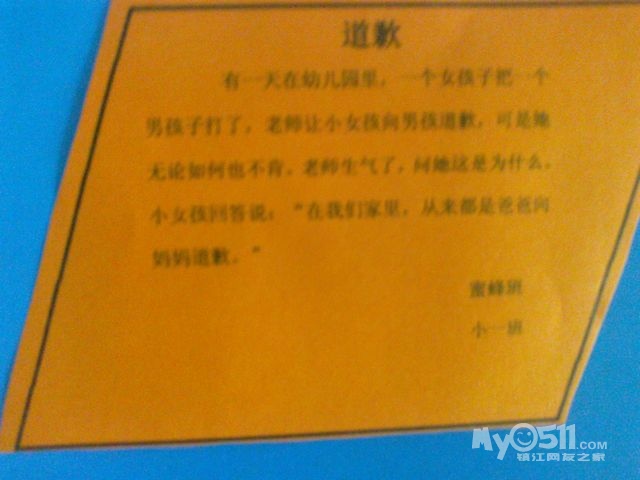 道歉
有一天在幼儿园里，一个女孩子把一个
男孩子打了，老师让小女孩向男孩道歉，可是她
无论如何也不肯。老师生气了，问她这是为什么。
小女孩回答说：“在我们家里，从来都是爸爸向
妈妈道歉。”
蜜蜂班
小一班
My0511.COM
镇江网友之家